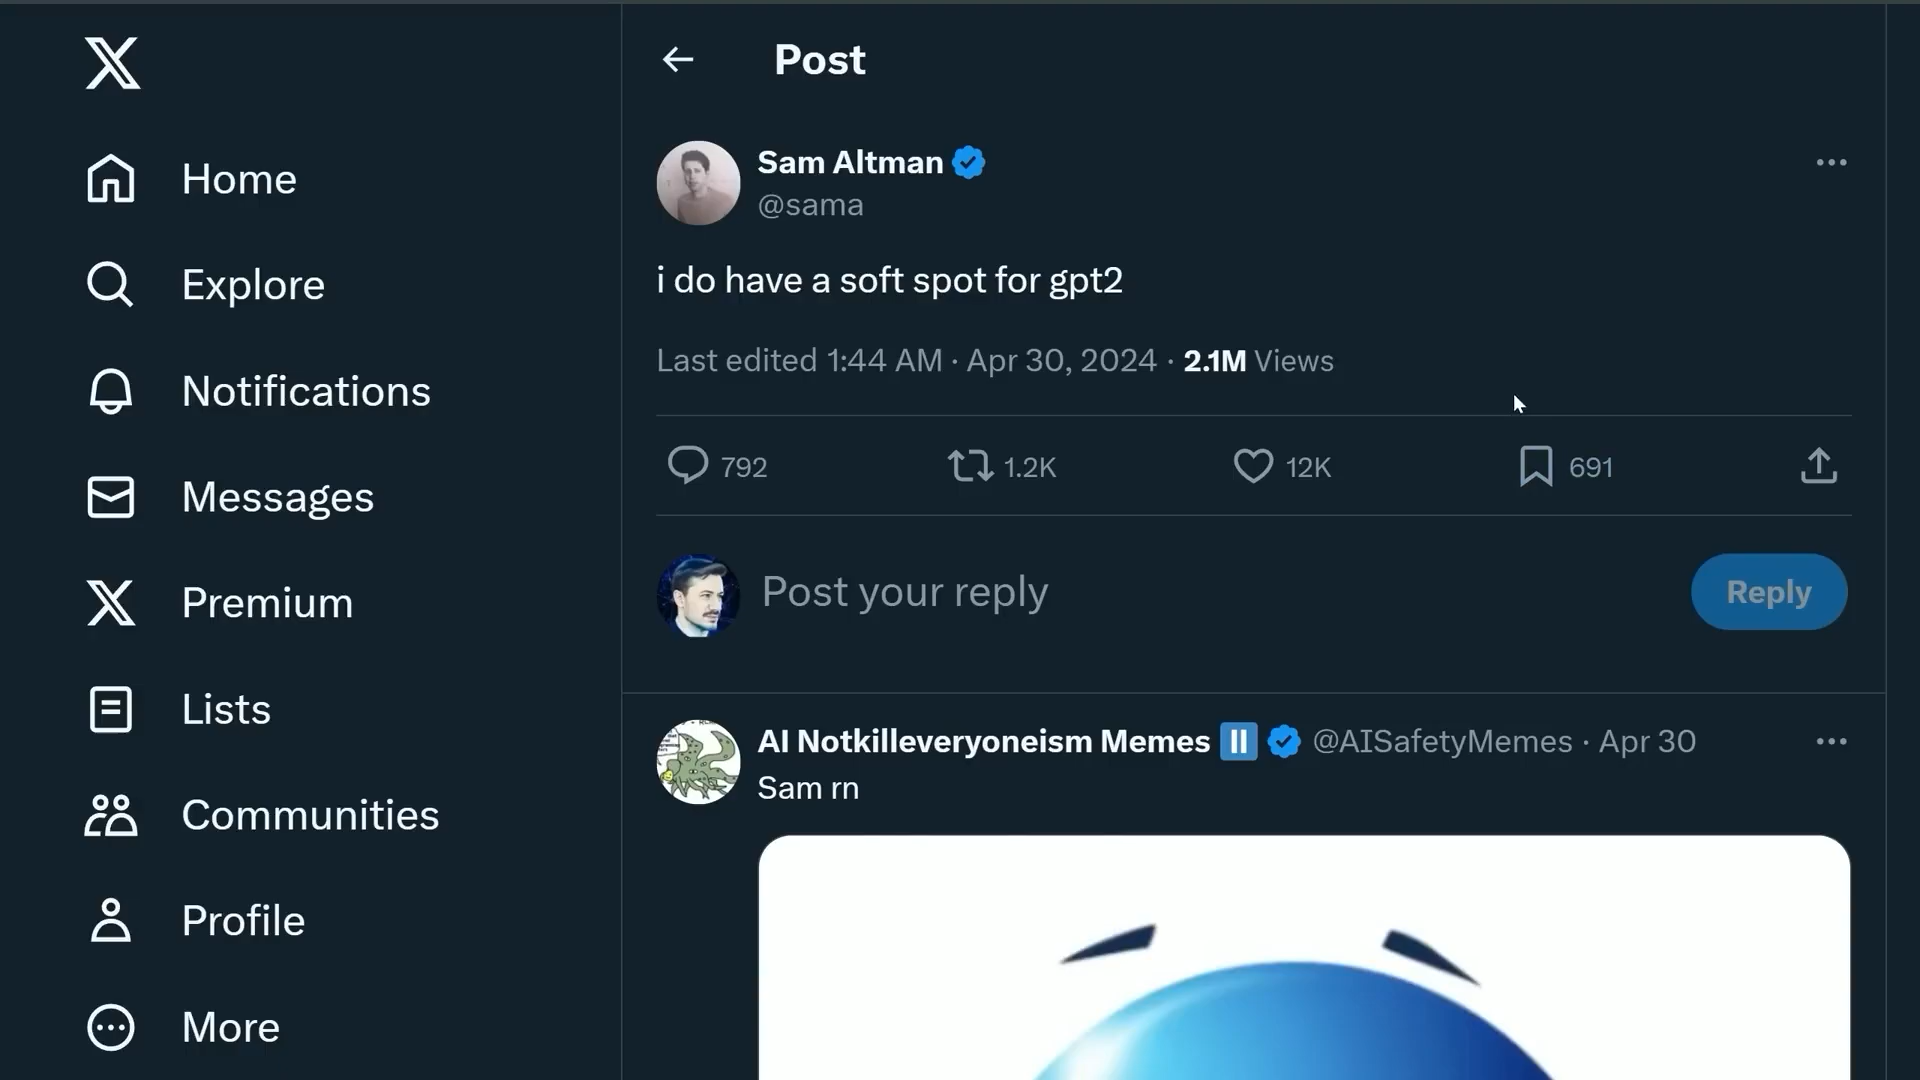 Home
Explore
Notifications
Messages
Premium
Lists
Communities
Profile
More
Post
Sam Altman
@sama
i do have a soft spot for gpt2
Last edited 1:44 AM · Apr 30, 2024 · 2.1M Views
792 1.2K 12K 691
Post your reply
Reply
AI Notkilleveryoneism Memes @AISafetyMemes · Apr 30
Sam rn